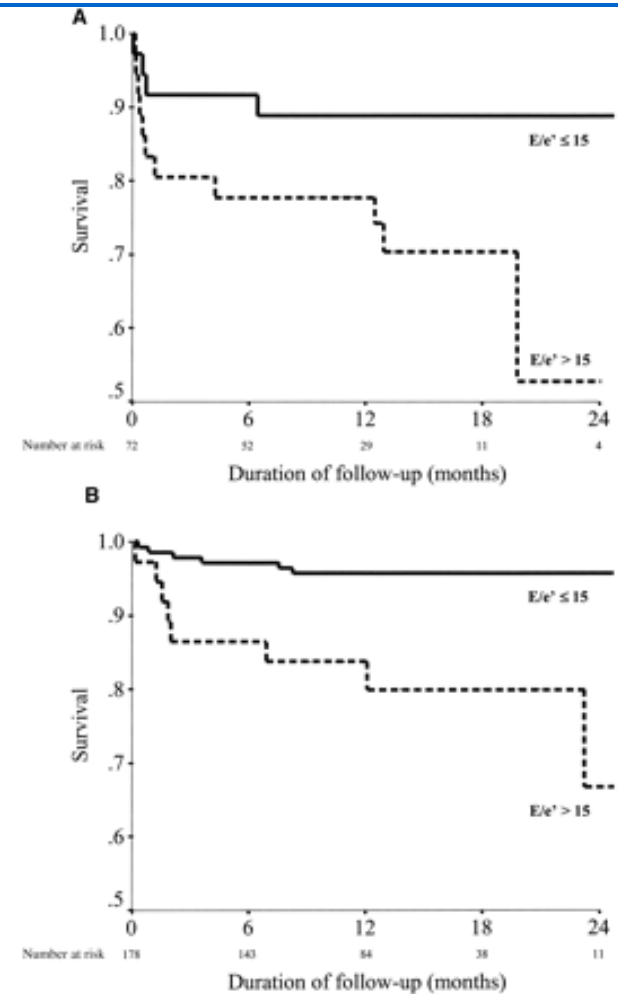 A
1.0
.9
E/e' ≤ 15
.8
Survival
.7
.6
E/e' > 15
.5
0 6 12 18 24
Number at risk 72 52 29 11 4
Duration of follow-up (months)
B
1.0
E/e' ≤ 15
.9
.8
Survival
.7
E/e' > 15
.6
.5
0 6 12 18 24
Number at risk 178 143 84 38 11
Duration of follow-up (months)